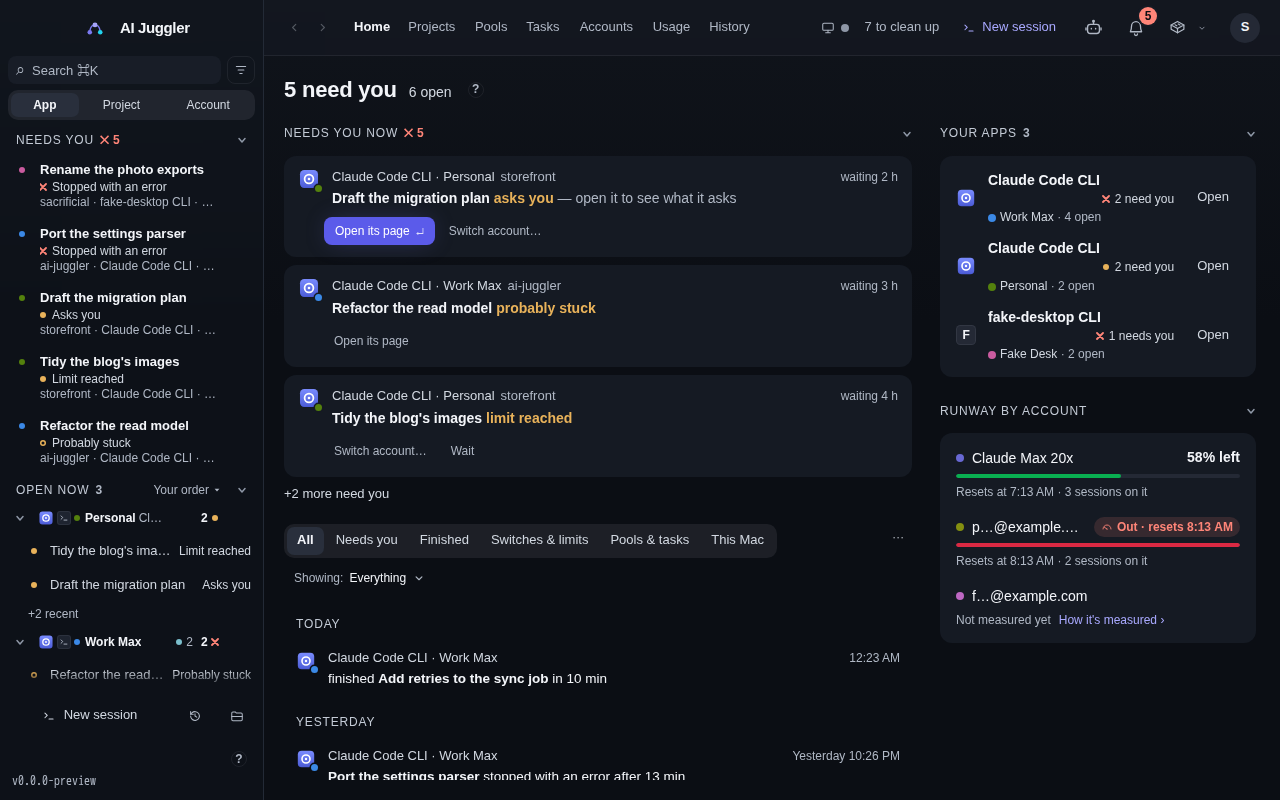 AI Juggler
Search ⌘K
App
Project
Account
NEEDS YOU 5
Rename the photo exports
Stopped with an error
sacrificial · fake-desktop CLI · …
Port the settings parser
Stopped with an error
ai-juggler · Claude Code CLI · …
Draft the migration plan
Asks you
storefront · Claude Code CLI · …
Tidy the blog's images
Limit reached
storefront · Claude Code CLI · …
Refactor the read model
Probably stuck
ai-juggler · Claude Code CLI · …
OPEN NOW 3
Your order
Personal Cl… 2
Tidy the blog's ima… Limit reached
Draft the migration plan Asks you
+2 recent
Work Max 2 2
Refactor the read… Probably stuck
New session
?
v0.0.0-preview
Home
Projects
Pools
Tasks
Accounts
Usage
History
7 to clean up
New session
5
S
5 need you 6 open ?
NEEDS YOU NOW 5
Claude Code CLI · Personal storefront waiting 2 h
Draft the migration plan asks you — open it to see what it asks
Open its page
Switch account…
Claude Code CLI · Work Max ai-juggler waiting 3 h
Refactor the read model probably stuck
Open its page
Claude Code CLI · Personal storefront waiting 4 h
Tidy the blog's images limit reached
Switch account… Wait
+2 more need you
All
Needs you
Finished
Switches & limits
Pools & tasks
This Mac
…
Showing: Everything
TODAY
Claude Code CLI · Work Max 12:23 AM
finished Add retries to the sync job in 10 min
YESTERDAY
Claude Code CLI · Work Max Yesterday 10:26 PM
Port the settings parser stopped with an error after 13 min
YOUR APPS 3
Claude Code CLI
2 need you
Open
Work Max · 4 open
Claude Code CLI
2 need you
Open
Personal · 2 open
F
fake-desktop CLI
1 needs you
Open
Fake Desk · 2 open
RUNWAY BY ACCOUNT
Claude Max 20x 58% left
Resets at 7:13 AM · 3 sessions on it
p…@example.… Out · resets 8:13 AM
Resets at 8:13 AM · 2 sessions on it
f…@example.com
Not measured yet How it's measured ›